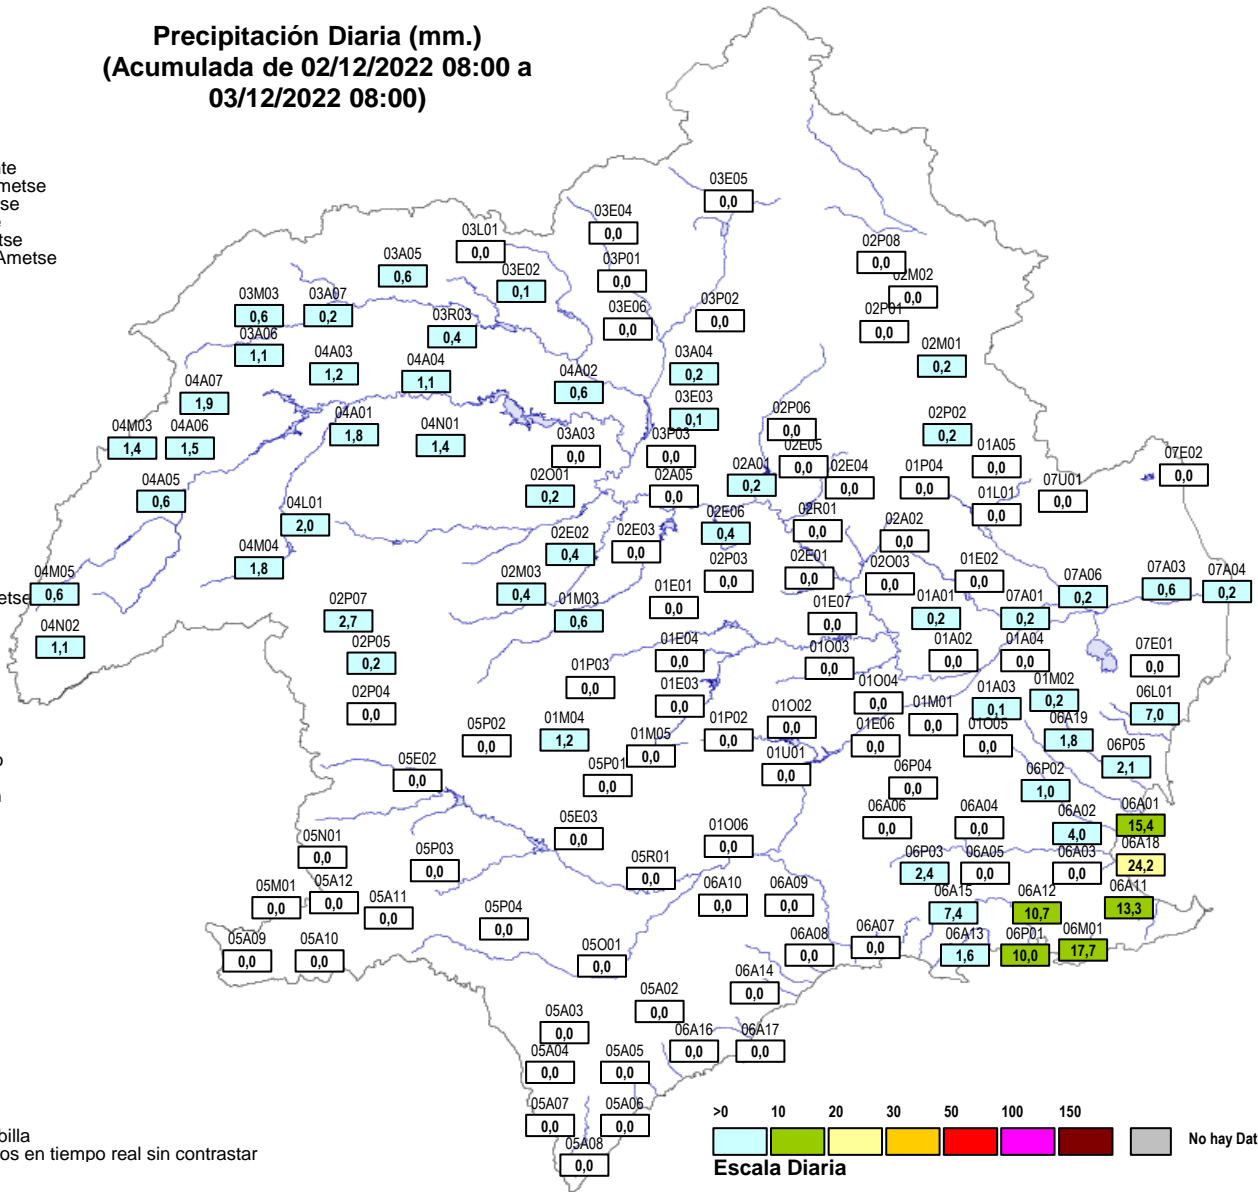 Precipitación Diaria (mm.)
(Acumulada de 02/12/2022 08:00 a
03/12/2022 08:00)
03E05
0,0
03E04
0,0
03L01
0,0
03P01
0,0
02P08
0,0
03A05
0,6
03E02
0,1
02M02
0,0
03M03
0,6
03A07
0,2
03E06
0,0
03P02
0,0
02P01
0,0
03R03
0,4
03A06
1,1
04A03
1,2
04A04
1,1
03A04
0,2
02M01
0,2
04A02
0,6
04A07
1,9
03E03
0,1
04M03
1,4
04A06
1,5
04A01
1,8
04N01
1,4
02P06
0,0
02P02
0,2
03A03
0,0
03P03
0,0
02E05
0,0
01A05
0,0
07E02
0,0
04A05
0,6
02O01
0,2
02A05
0,0
02A01
0,2
02E04
0,0
01P04
0,0
07U01
0,0
04L01
2,0
01L01
0,0
02R01
0,0
02E06
0,4
02A02
0,0
02E02
0,4
02E03
0,0
04M04
1,8
02P03
0,0
02E01
0,0
02O03
0,0
01E02
0,0
04M05
0,6
02M03
0,4
07A06
0,2
07A03
0,6
07A04
0,2
01E01
0,0
02P07
2,7
01M03
0,6
01E07
0,0
01A01
0,2
07A01
0,2
04N02
1,1
02P05
0,2
01E04
0,0
01O03
0,0
01A02
0,0
01A04
0,0
07E01
0,0
01P03
0,0
02P04
0,0
01E03
0,0
01O04
0,0
01A03
0,1
01M02
0,2
06L01
7,0
01M01
0,0
05P02
0,0
01M04
1,2
01M05
0,0
01P02
0,0
01O02
0,0
01E06
0,0
01O05
0,0
06A19
1,8
06P05
2,1
05E02
0,0
05P01
0,0
01U01
0,0
06P04
0,0
06P02
1,0
05E03
0,0
01O06
0,0
06A06
0,0
06A04
0,0
06A02
4,0
06A01
15,4
05N01
0,0
05P03
0,0
05R01
0,0
06P03
2,4
06A05
0,0
06A03
0,0
06A18
24,2
05M01
0,0
05A12
0,0
05A11
0,0
05P04
0,0
06A10
0,0
06A09
0,0
06A15
7,4
06A12
10,7
06A11
13,3
05A09
0,0
05A10
0,0
05O01
0,0
06A08
0,0
06A07
0,0
06A13
1,6
06P01
10,0
06M01
17,7
06A14
0,0
05A02
0,0
05A03
0,0
06A16
0,0
06A17
0,0
05A04
0,0
05A05
0,0
05A07
0,0
05A06
0,0
05A08
0,0
nte
metse
tse
e
tse
Ametse
etse
billa
os en tiempo real sin contrastar
>0 10 20 30 50 100 150
No hay Dat
Escala Diaria